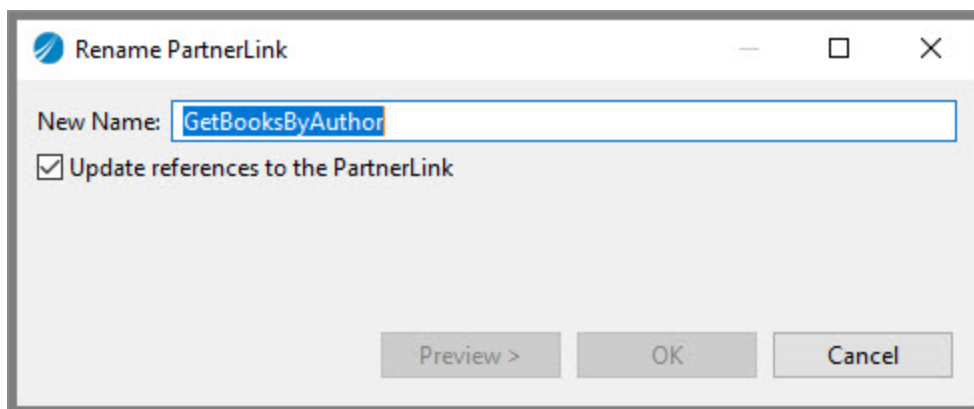 Rename PartnerLink
New Name: GetBooksByAuthor
Update references to the PartnerLink
Preview > OK Cancel